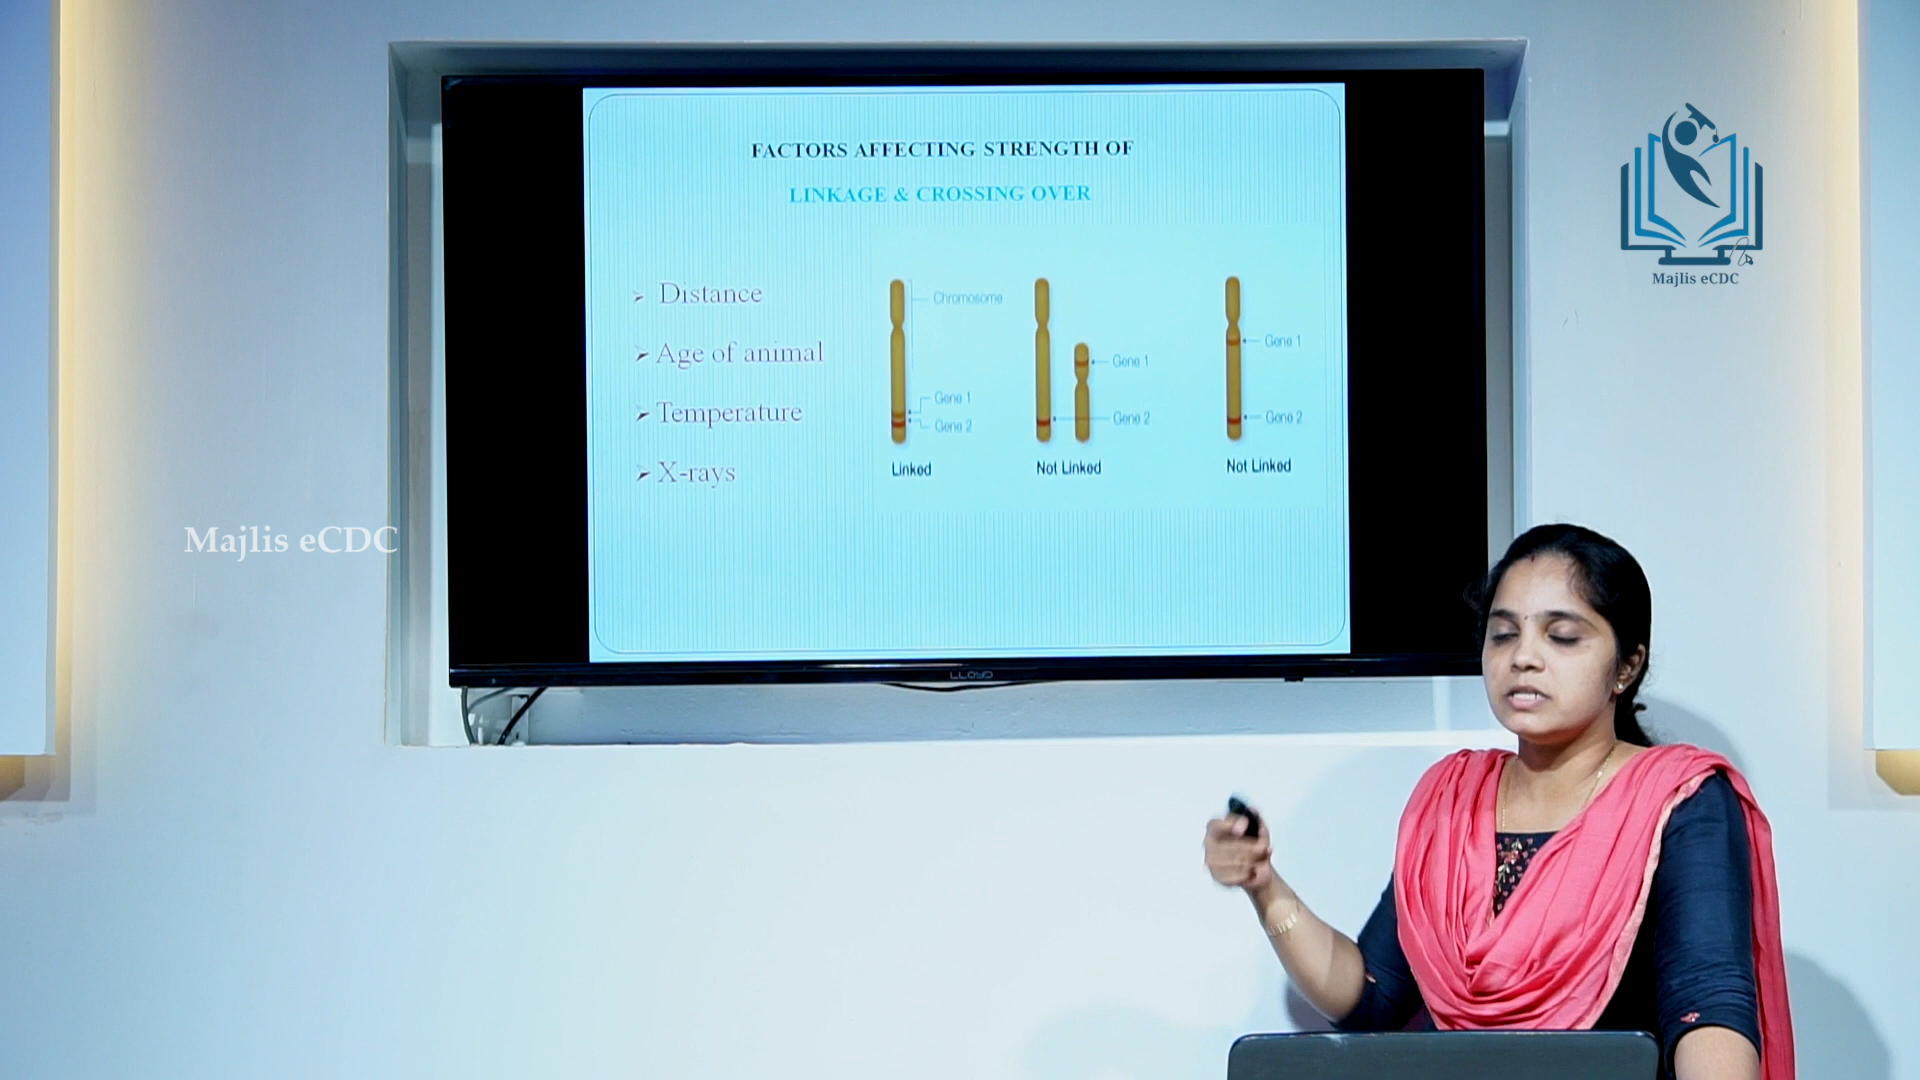 FACTORS AFFECTING STRENGTH OF
LINKAGE & CROSSING OVER
Distance
Age of animal
Temperature
X-rays
Chromosome
Gene 1
Gene 2
Linked
Gene 1
Gene 2
Not Linked
Gene 1
Gene 2
Not Linked
LLOYD
Majlis eCDC
Majlis eCDC